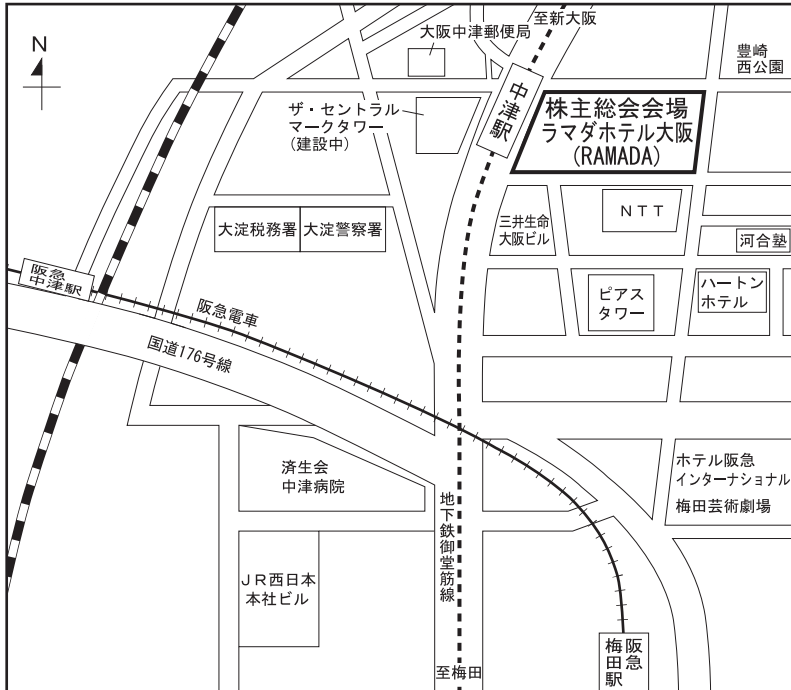 N
大阪中津郵便局
至新大阪
豊崎
西公園
ザ・セントラル
マークタワー
(建設中)
中津駅
株主総会会場
ラマダホテル大阪
(RAMADA)
大淀税務署
大淀警察署
三井生命
大阪ビル
NTT
河合塾
阪急
中津駅
阪急電車
ピアス
タワー
ハートン
ホテル
国道176号線
済生会
中津病院
ホテル阪急
インターナショナル
梅田芸術劇場
地下鉄御堂筋線
JR西日本
本社ビル
至梅田
阪急
梅田駅